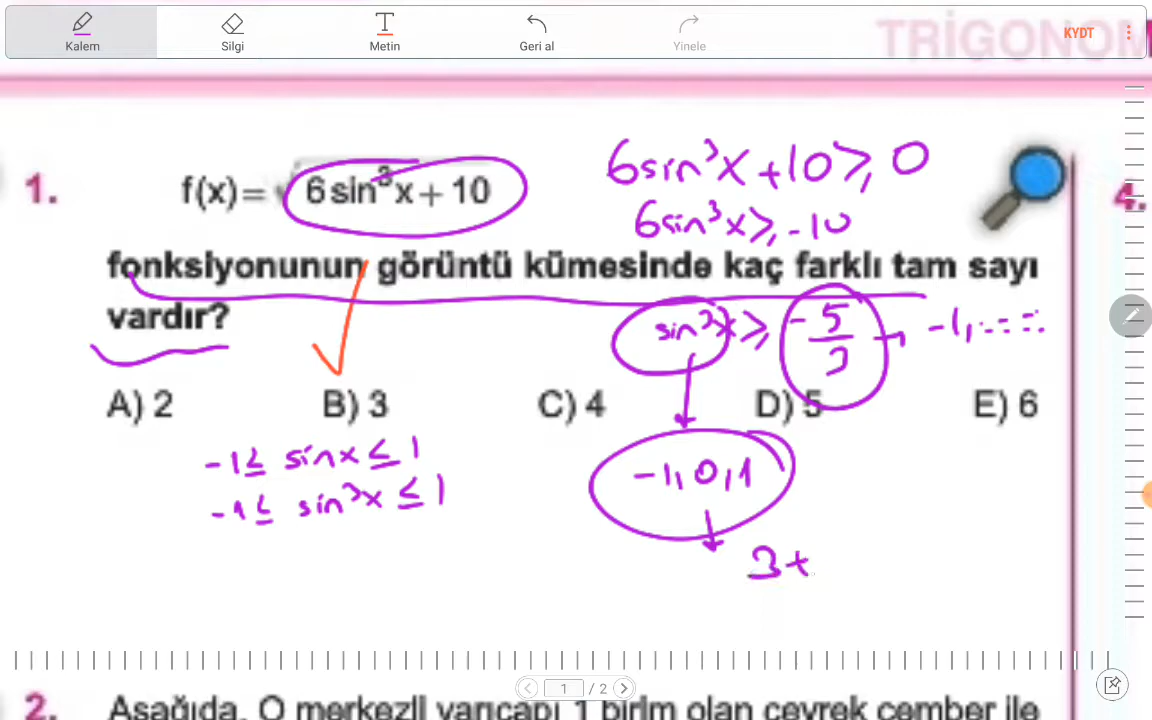 Kalem Silgi Metin Geri al Yinele KYDT
TRİGONOM
1. f(x)= √6 sin³x + 10
6sin³x +10 ≥ 0
6sin³x ≥ -10
4.
fonksiyonunun görüntü kümesinde kaç farklı tam sayı
vardır?
sin³x ≥ -5/3 → -1,
A) 2 B) 3 C) 4 D) 5 E) 6
-1 ≤ sinx ≤ 1
-1 ≤ sin³x ≤ 1
-1, 0, 1
3 t
1 / 2
2. Aşağıda, O merkezli yarıçapı 1 birim olan çeyrek çember ile